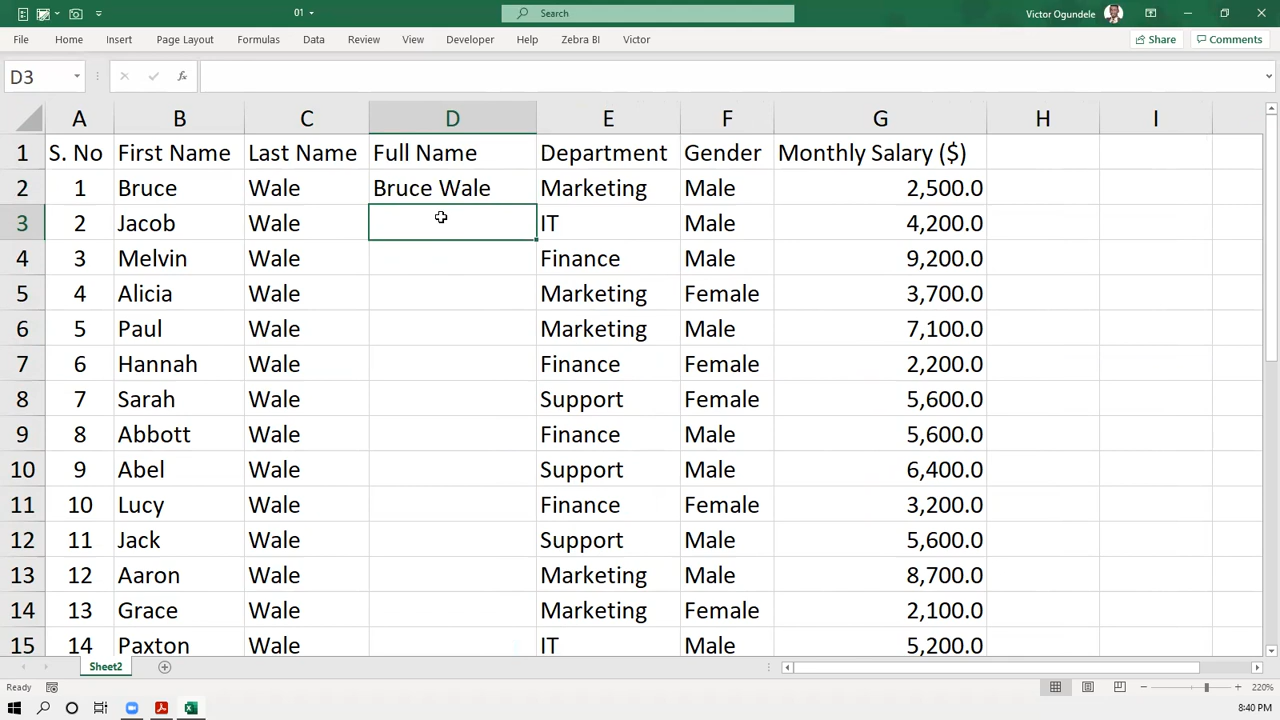 01
Search
Victor Ogundele
File Home Insert Page Layout Formulas Data Review View Developer Help Zebra BI Victor Share Comments
D3 fx
A B C D E F G H I
1 S. No First Name Last Name Full Name Department Gender Monthly Salary ($)
2 1 Bruce Wale Bruce Wale Marketing Male 2,500.0
3 2 Jacob Wale IT Male 4,200.0
4 3 Melvin Wale Finance Male 9,200.0
5 4 Alicia Wale Marketing Female 3,700.0
6 5 Paul Wale Marketing Male 7,100.0
7 6 Hannah Wale Finance Female 2,200.0
8 7 Sarah Wale Support Female 5,600.0
9 8 Abbott Wale Finance Male 5,600.0
10 9 Abel Wale Support Male 6,400.0
11 10 Lucy Wale Finance Female 3,200.0
12 11 Jack Wale Support Male 5,600.0
13 12 Aaron Wale Marketing Male 8,700.0
14 13 Grace Wale Marketing Female 2,100.0
15 14 Paxton Wale IT Male 5,200.0
Sheet2
Ready 220%
8:40 PM